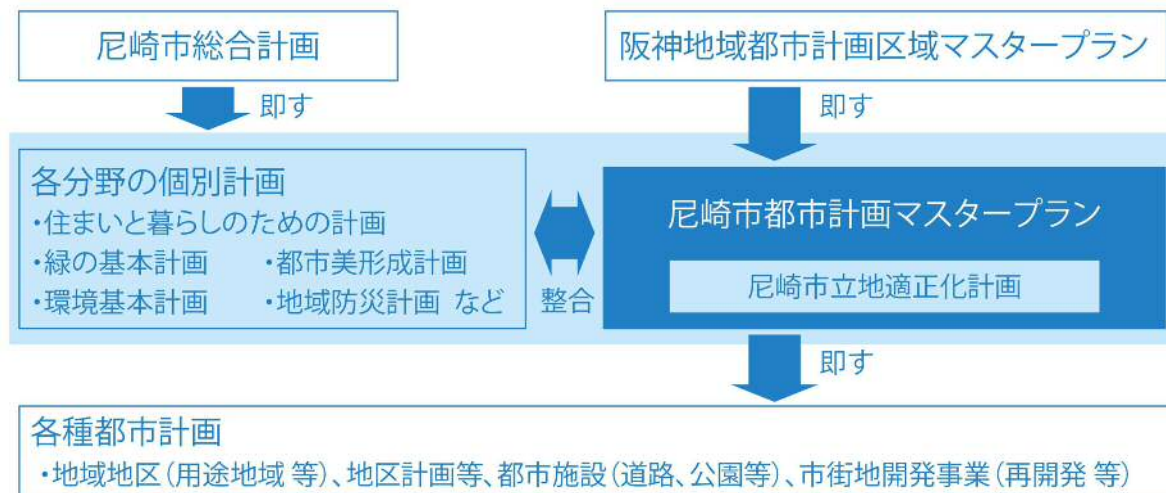 尼崎市総合計画
阪神地域都市計画区域マスタープラン
即す
即す
各分野の個別計画
・住まいと暮らしのための計画
・緑の基本計画 ・都市美形成計画
・環境基本計画 ・地域防災計画 など
整合
尼崎市都市計画マスタープラン
尼崎市立地適正化計画
即す
各種都市計画
・地域地区(用途地域 等)、地区計画等、都市施設(道路、公園等)、市街地開発事業(再開発 等)